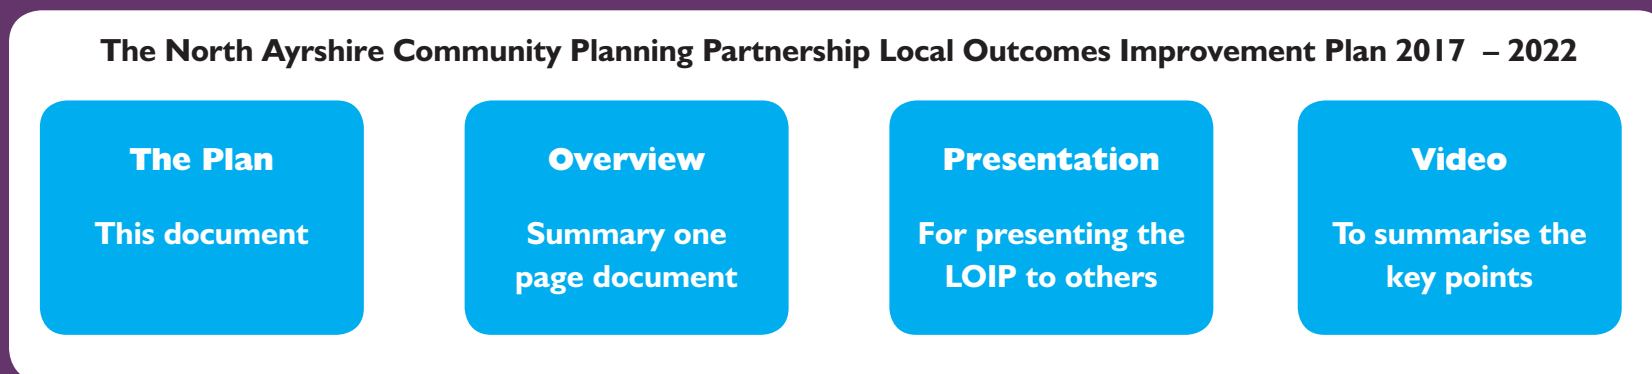 The North Ayrshire Community Planning Partnership Local Outcomes Improvement Plan 2017 – 2022
The Plan
This document
Overview
Summary one
page document
Presentation
For presenting the
LOIP to others
Video
To summarise the
key points